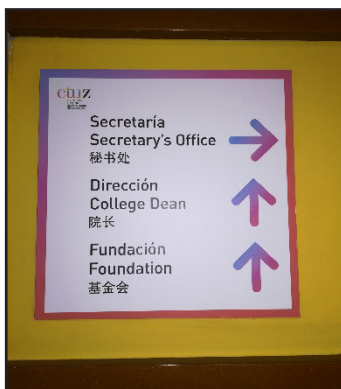 Secretaría
Secretary's Office
秘书处
Dirección
College Dean
院长
Fundación
Foundation
基金会